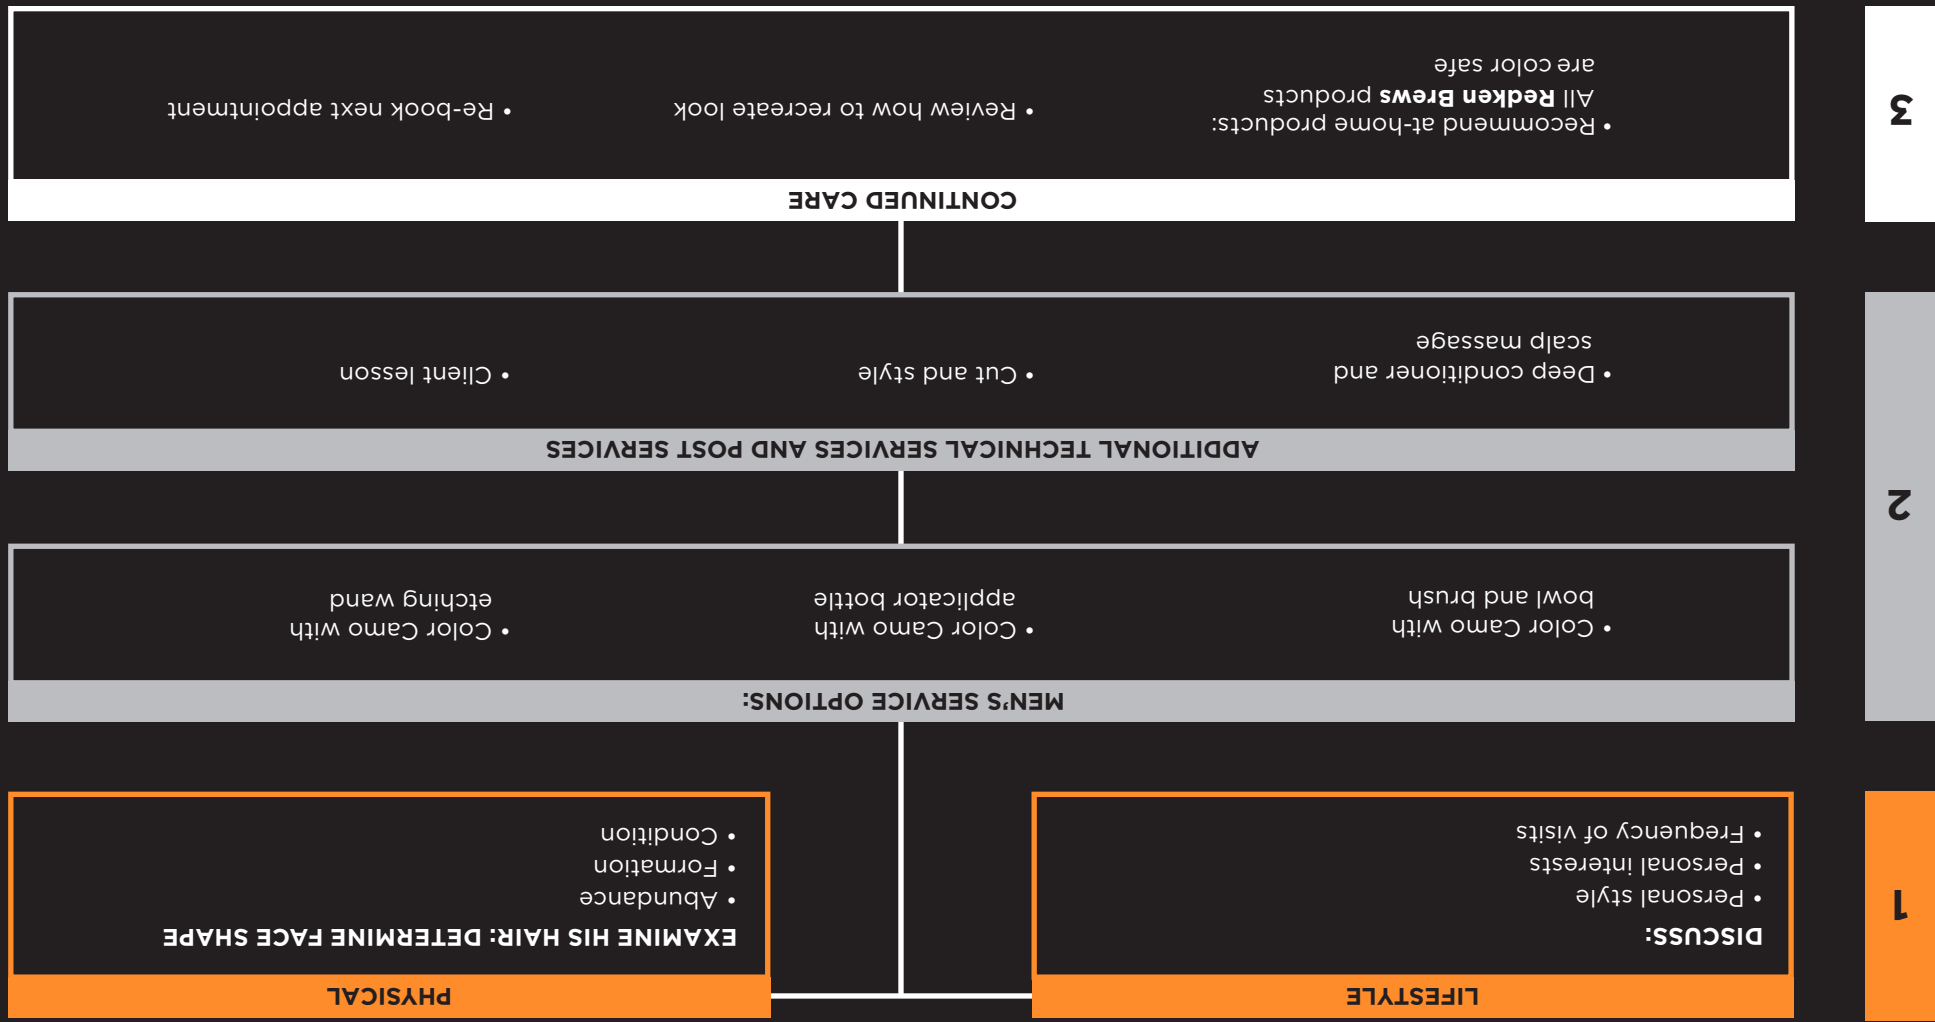 1
LIFESTYLE
DISCUSS:
• Personal style
• Personal interests
• Frequency of visits
PHYSICAL
EXAMINE HIS HAIR: DETERMINE FACE SHAPE
• Abundance
• Formation
• Condition
2
MEN'S SERVICE OPTIONS:
• Color Camo with
bowl and brush
• Color Camo with
applicator bottle
• Color Camo with
etching wand
ADDITIONAL TECHNICAL SERVICES AND POST SERVICES
• Deep conditioner and
scalp massage
• Cut and style
• Client lesson
3
CONTINUED CARE
• Recommend at-home products:
All Redken Brews products
are color safe
• Review how to recreate look
• Re-book next appointment